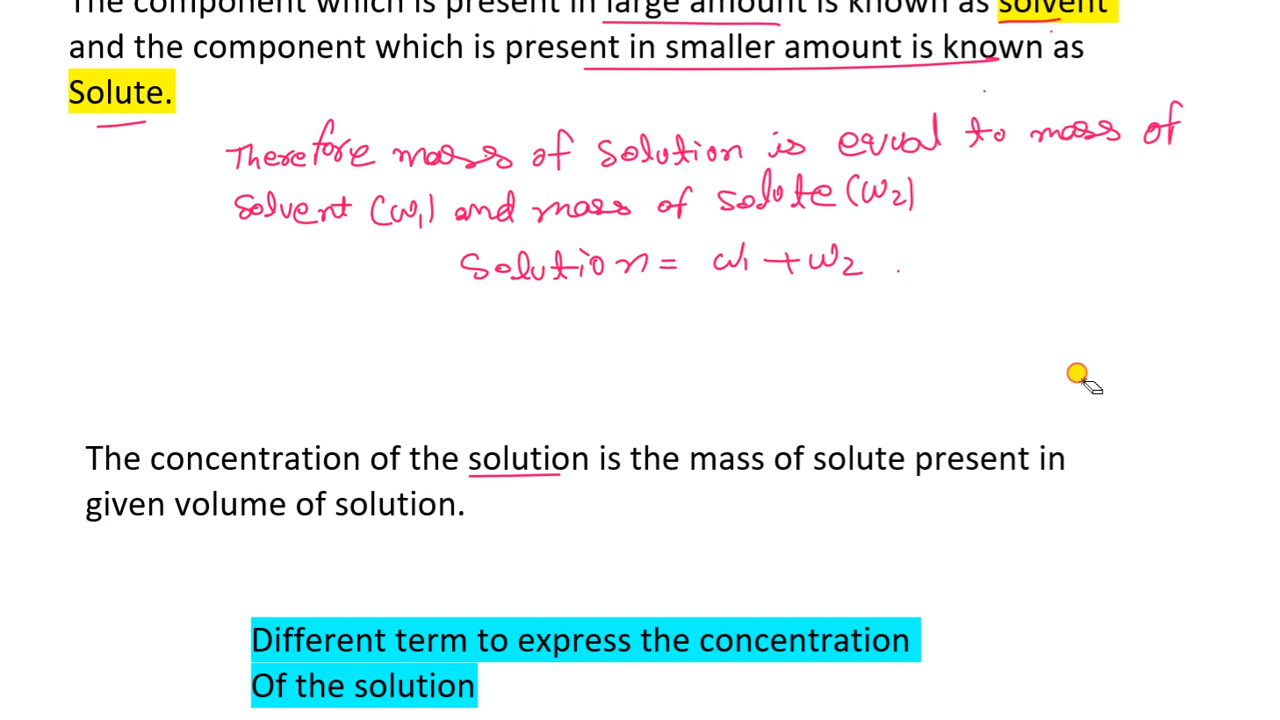 The component which is present in large amount is known as solvent
and the component which is present in smaller amount is known as
Solute.
Therefore mass of solution is equal to mass of
solvent (w1) and mass of solute (w2)
Solution = w1 + w2 .
The concentration of the solution is the mass of solute present in
given volume of solution.
Different term to express the concentration
Of the solution